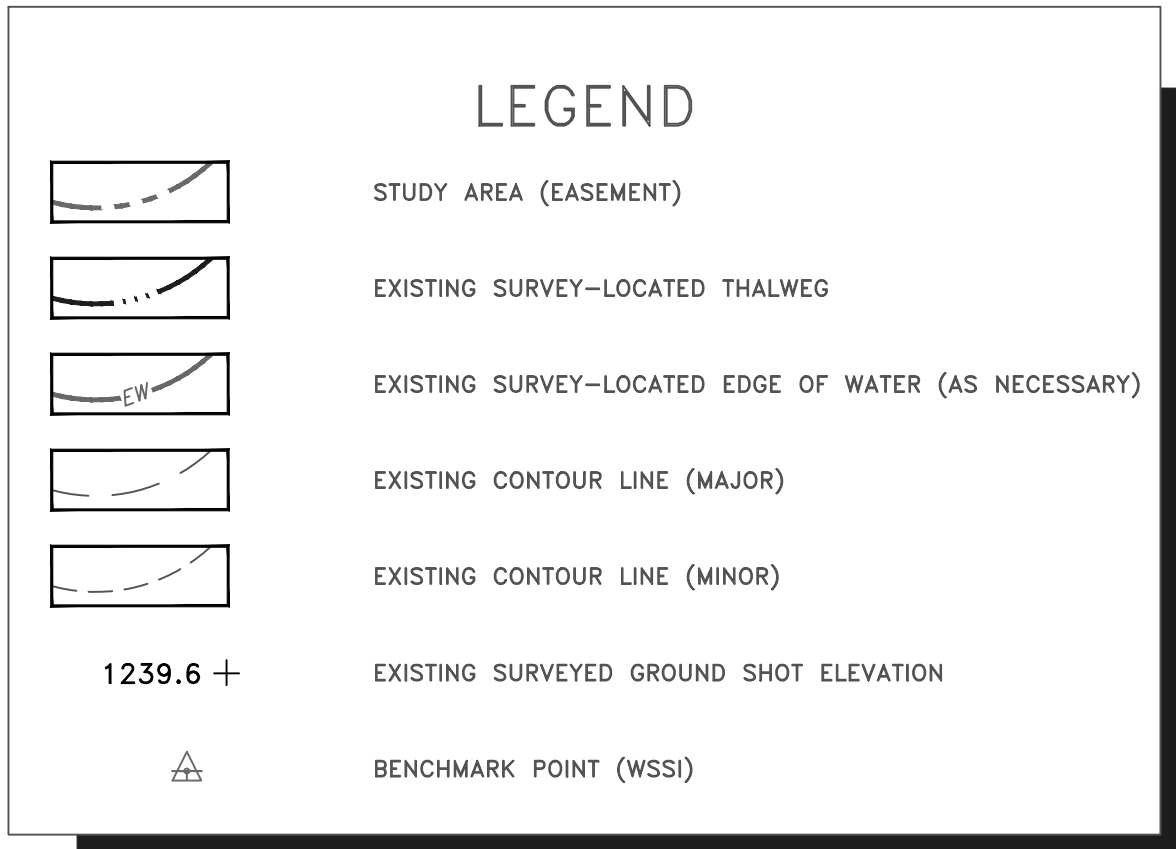 LEGEND
STUDY AREA (EASEMENT)
EXISTING SURVEY-LOCATED THALWEG
EW EXISTING SURVEY-LOCATED EDGE OF WATER (AS NECESSARY)
EXISTING CONTOUR LINE (MAJOR)
EXISTING CONTOUR LINE (MINOR)
1239.6 + EXISTING SURVEYED GROUND SHOT ELEVATION
BENCHMARK POINT (WSSI)